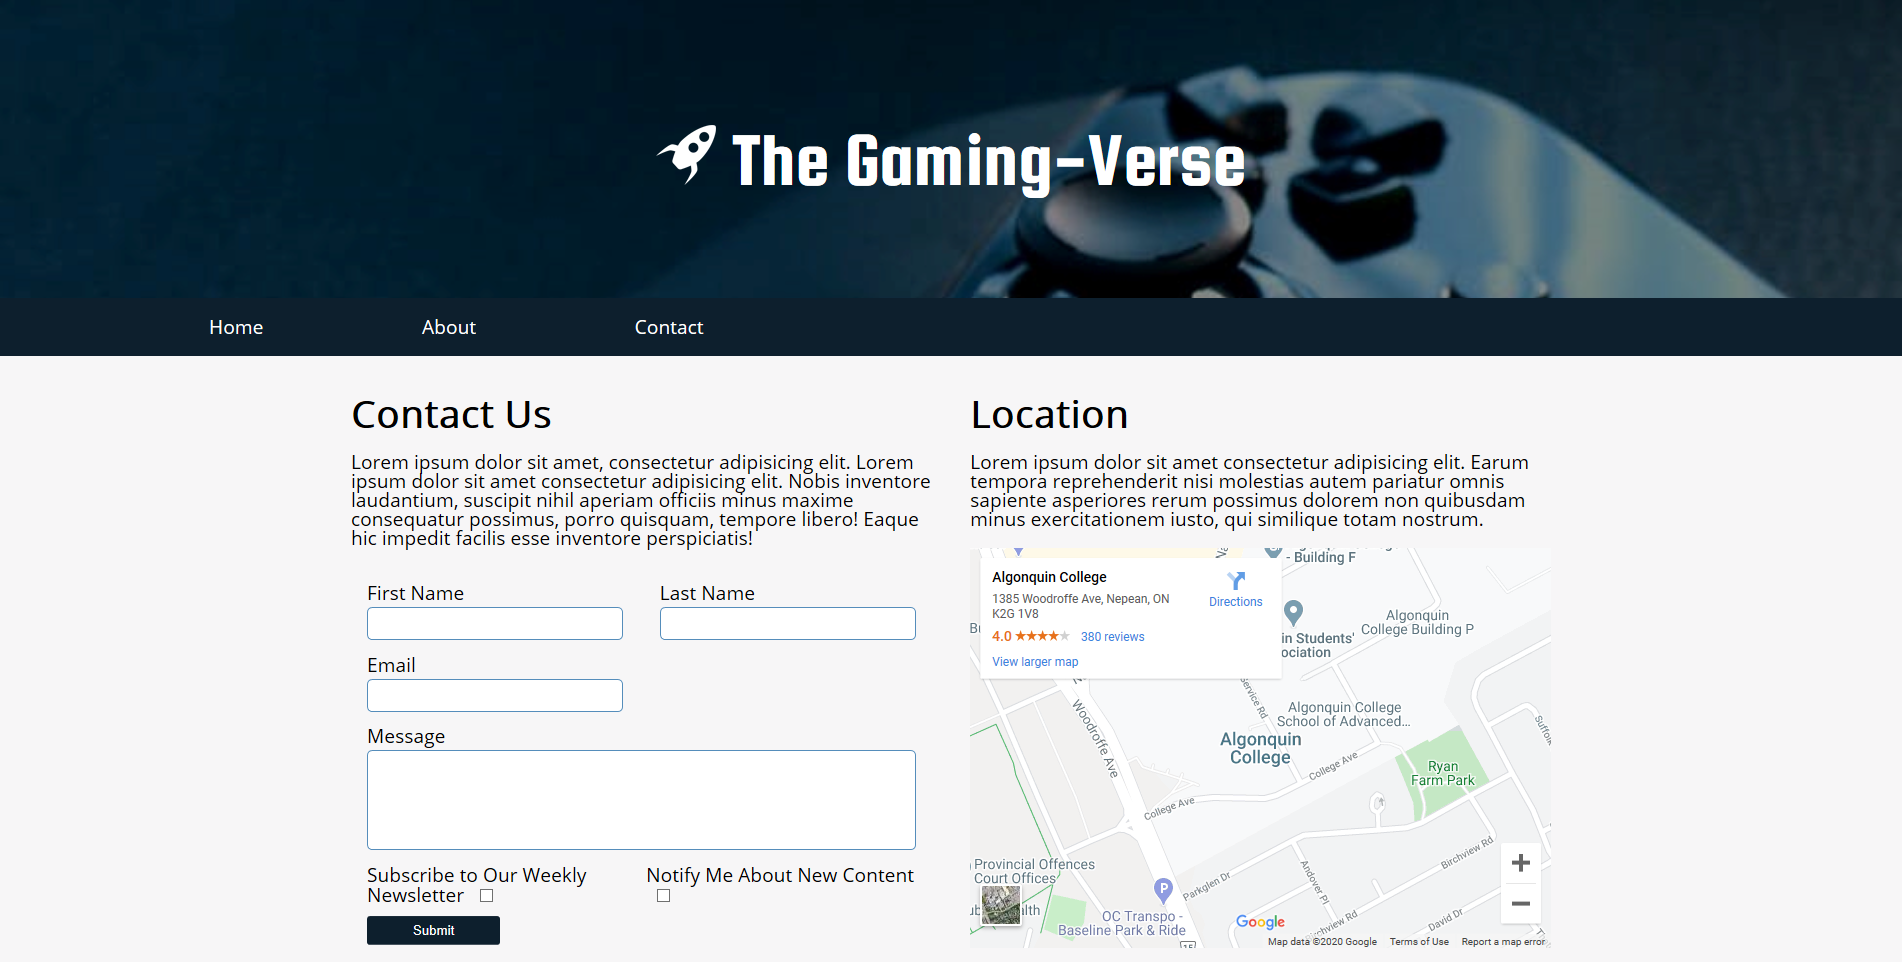 The Gaming-Verse
Home
About
Contact
Contact Us
Lorem ipsum dolor sit amet, consectetur adipisicing elit. Lorem
ipsum dolor sit amet consectetur adipisicing elit. Nobis inventore
laudantium, suscipit nihil aperiam officiis minus maxime
consequatur possimus, porro quisquam, tempore libero! Eaque
hic impedit facilis esse inventore perspiciatis!
First Name
Last Name
Email
Message
Subscribe to Our Weekly
Newsletter
Notify Me About New Content
Submit
Location
Lorem ipsum dolor sit amet consectetur adipisicing elit. Earum
tempora reprehenderit nisi molestias autem pariatur omnis
sapiente asperiores rerum possimus dolorem non quibusdam
minus exercitationem iusto, qui similique totam nostrum.
- Building F
Algonquin College
1385 Woodroffe Ave, Nepean, ON
K2G 1V8
4.0
380 reviews
View larger map
Directions
Algonquin
College Building P
in Students'
ociation
Service Rd
Woodroffe Ave
Algonquin College
School of Advanced...
Algonquin
College
College Ave
College Ave
Ryan
Farm Park
Birchview Rd
Provincial Offences
Court Offices
Parkglen Dr
Andover Pl
P
OC Transpo -
Baseline Park & Ride
Birchview Rd
David Dr
Google
Map data ©2020 Google
Terms of Use
Report a map error